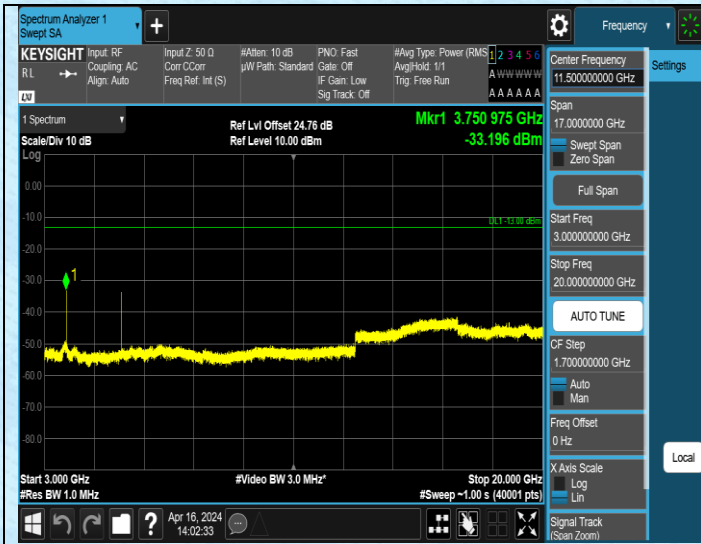 Spectrum Analyzer 1
Swept SA
+
Frequency
KEYSIGHT
RL
LXI
Input: RF
Coupling: AC
Align: Auto
Input Z: 50 Ω
Corr CCorr
Freq Ref: Int (S)
#Atten: 10 dB
µW Path: Standard
PNO: Fast
Gate: Off
IF Gain: Low
Sig Track: Off
#Avg Type: Power (RMS
Avg|Hold: 1/1
Trig: Free Run
1 2 3 4 5 6
A W W W W W
A A A A A A
Settings
1 Spectrum
Scale/Div 10 dB
Log
Ref Lvl Offset 24.76 dB
Ref Level 10.00 dBm
Mkr1 3.750 975 GHz
-33.196 dBm
0.00
-10.0
-20.0
-30.0
-40.0
-50.0
-60.0
-70.0
-80.0
DL1 -13.00 dBm
1
Start 3.000 GHz
#Res BW 1.0 MHz
#Video BW 3.0 MHz*
Stop 20.000 GHz
#Sweep ~1.00 s (40001 pts)
Center Frequency
11.500000000 GHz
Span
17.0000000 GHz
Swept Span
Zero Span
Full Span
Start Freq
3.000000000 GHz
Stop Freq
20.000000000 GHz
AUTO TUNE
CF Step
1.700000000 GHz
Auto
Man
Freq Offset
0 Hz
X Axis Scale
Log
Lin
Signal Track
(Span Zoom)
Local
?
Apr 16, 2024
14:02:33